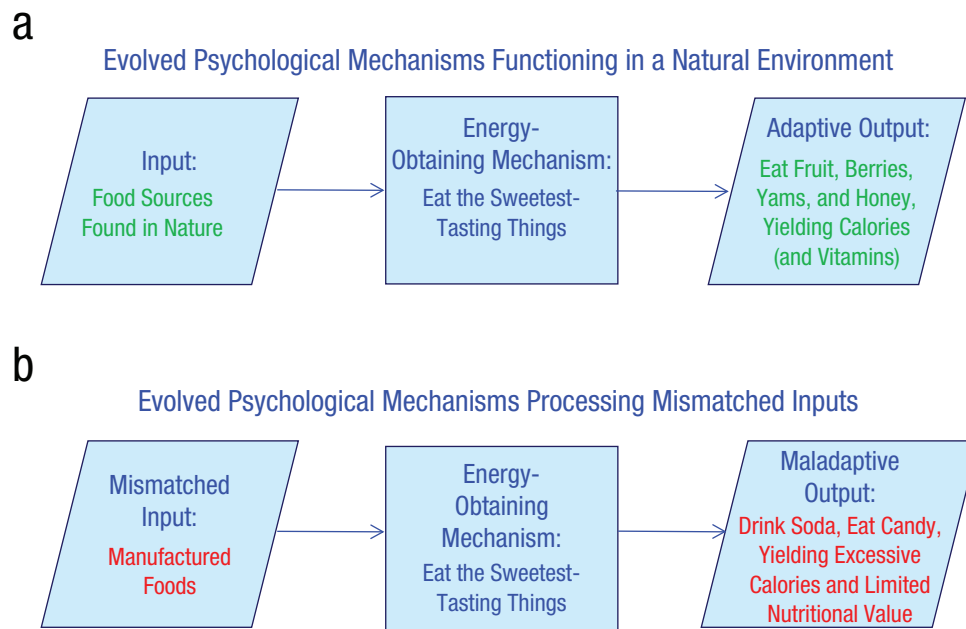 a
Evolved Psychological Mechanisms Functioning in a Natural Environment
Input:
Food Sources
Found in Nature
Energy-
Obtaining Mechanism:
Eat the Sweetest-
Tasting Things
Adaptive Output:
Eat Fruit, Berries,
Yams, and Honey,
Yielding Calories
(and Vitamins)
b
Evolved Psychological Mechanisms Processing Mismatched Inputs
Mismatched
Input:
Manufactured
Foods
Energy-
Obtaining
Mechanism:
Eat the Sweetest-
Tasting Things
Maladaptive
Output:
Drink Soda, Eat Candy,
Yielding Excessive
Calories and Limited
Nutritional Value